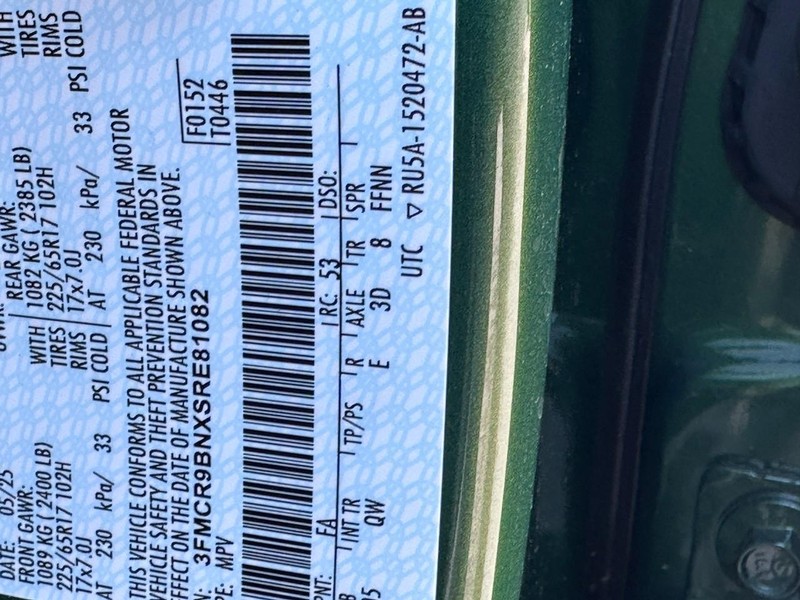 DATE: 05/25
FRONT GAWR: REAR GAWR: WITH
1089 KG ( 2400 LB) WITH 1082 KG ( 2385 LB) TIRES
225/65R17 102H TIRES 225/65R17 102H RIMS
17x7.0J RIMS 17x7.0J
AT 230 kPa/ 33 PSI COLD AT 230 kPa/ 33 PSI COLD
THIS VEHICLE CONFORMS TO ALL APPLICABLE FEDERAL MOTOR
VEHICLE SAFETY AND THEFT PREVENTION STANDARDS IN
EFFECT ON THE DATE OF MANUFACTURE SHOWN ABOVE.
F0152
T0446
N: 3FMCR9BNXSRE81082
PE: MPV
PNT: FA RC: 53 DSO:
INT TR TP/PS R AXLE TR SPR
QW E 3D 8 FFNN
UTC ▽ RU5A-1520472-AB